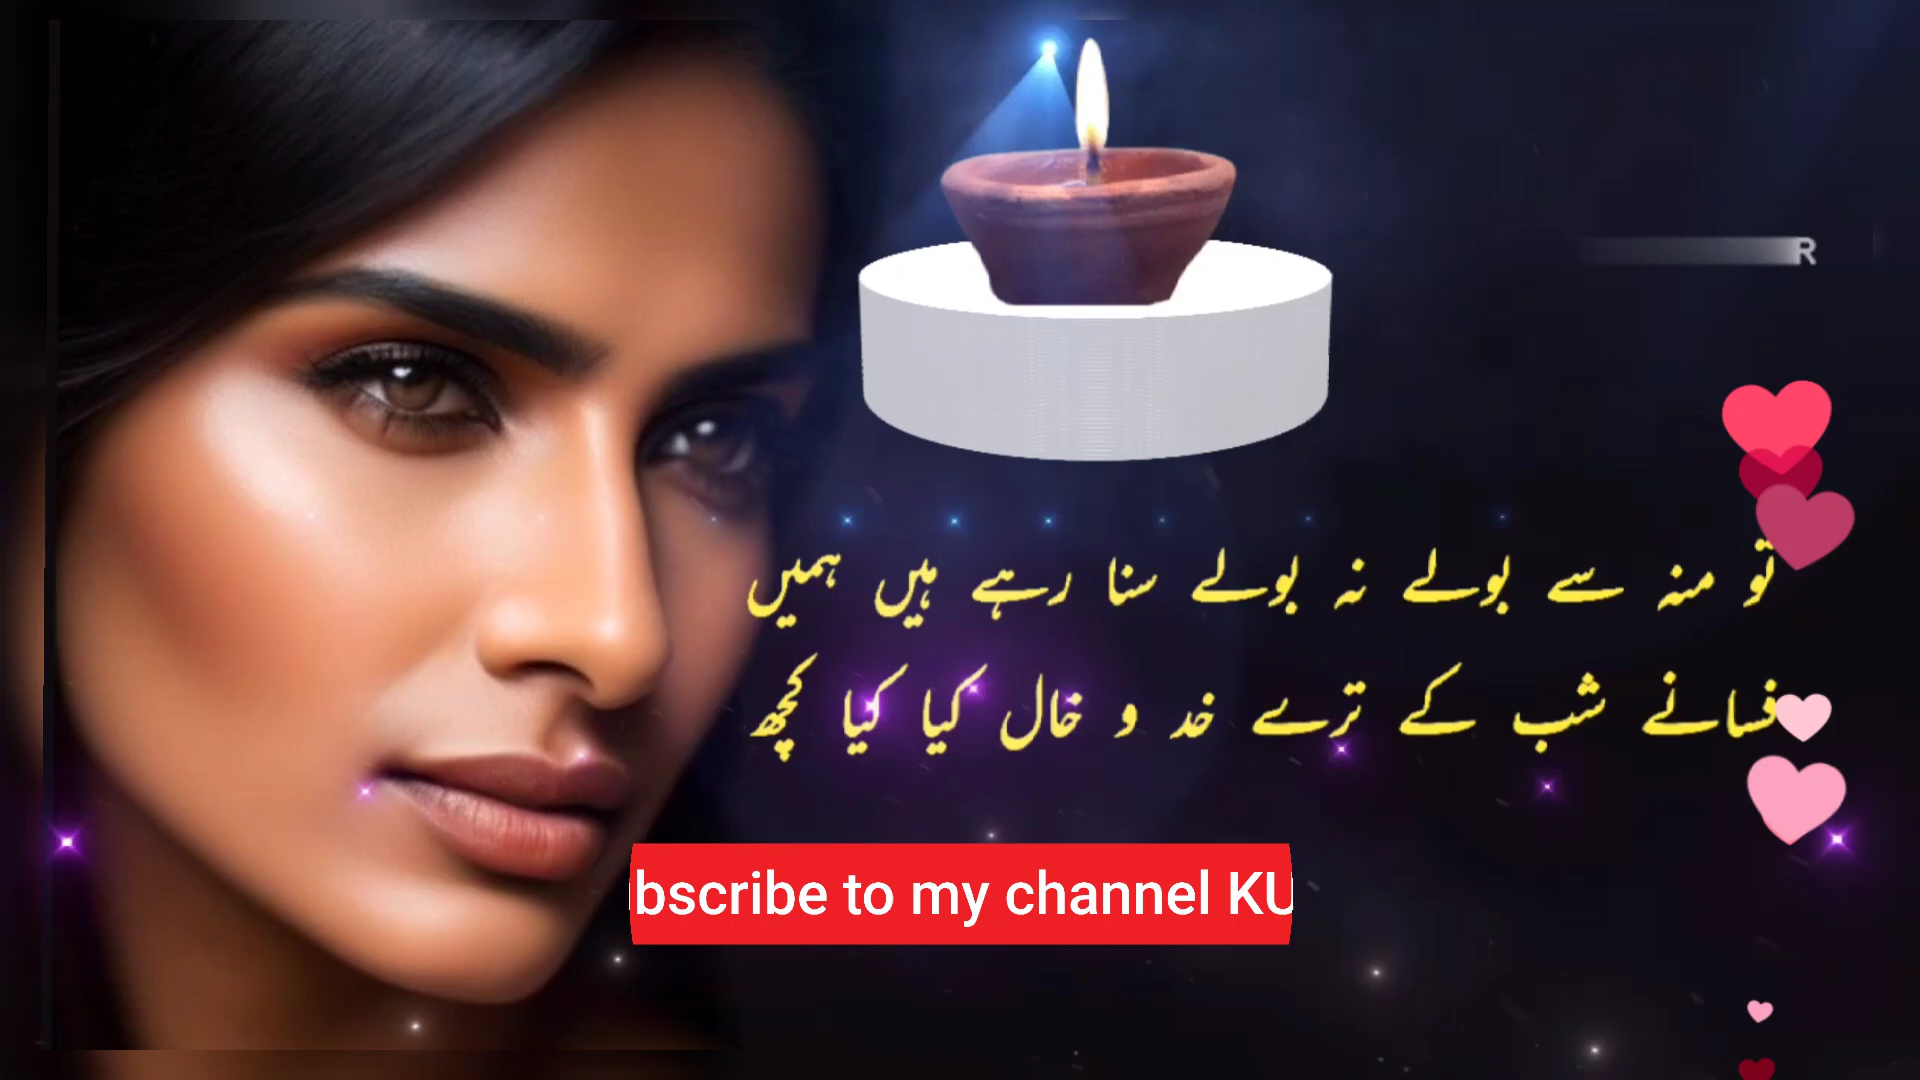 R
تو منہ سے بولے نہ بولے سنا رہے ہیں ہمیں
فسانے شب کے ترے خد و خال کیا کیا کچھ
bscribe to my channel KU